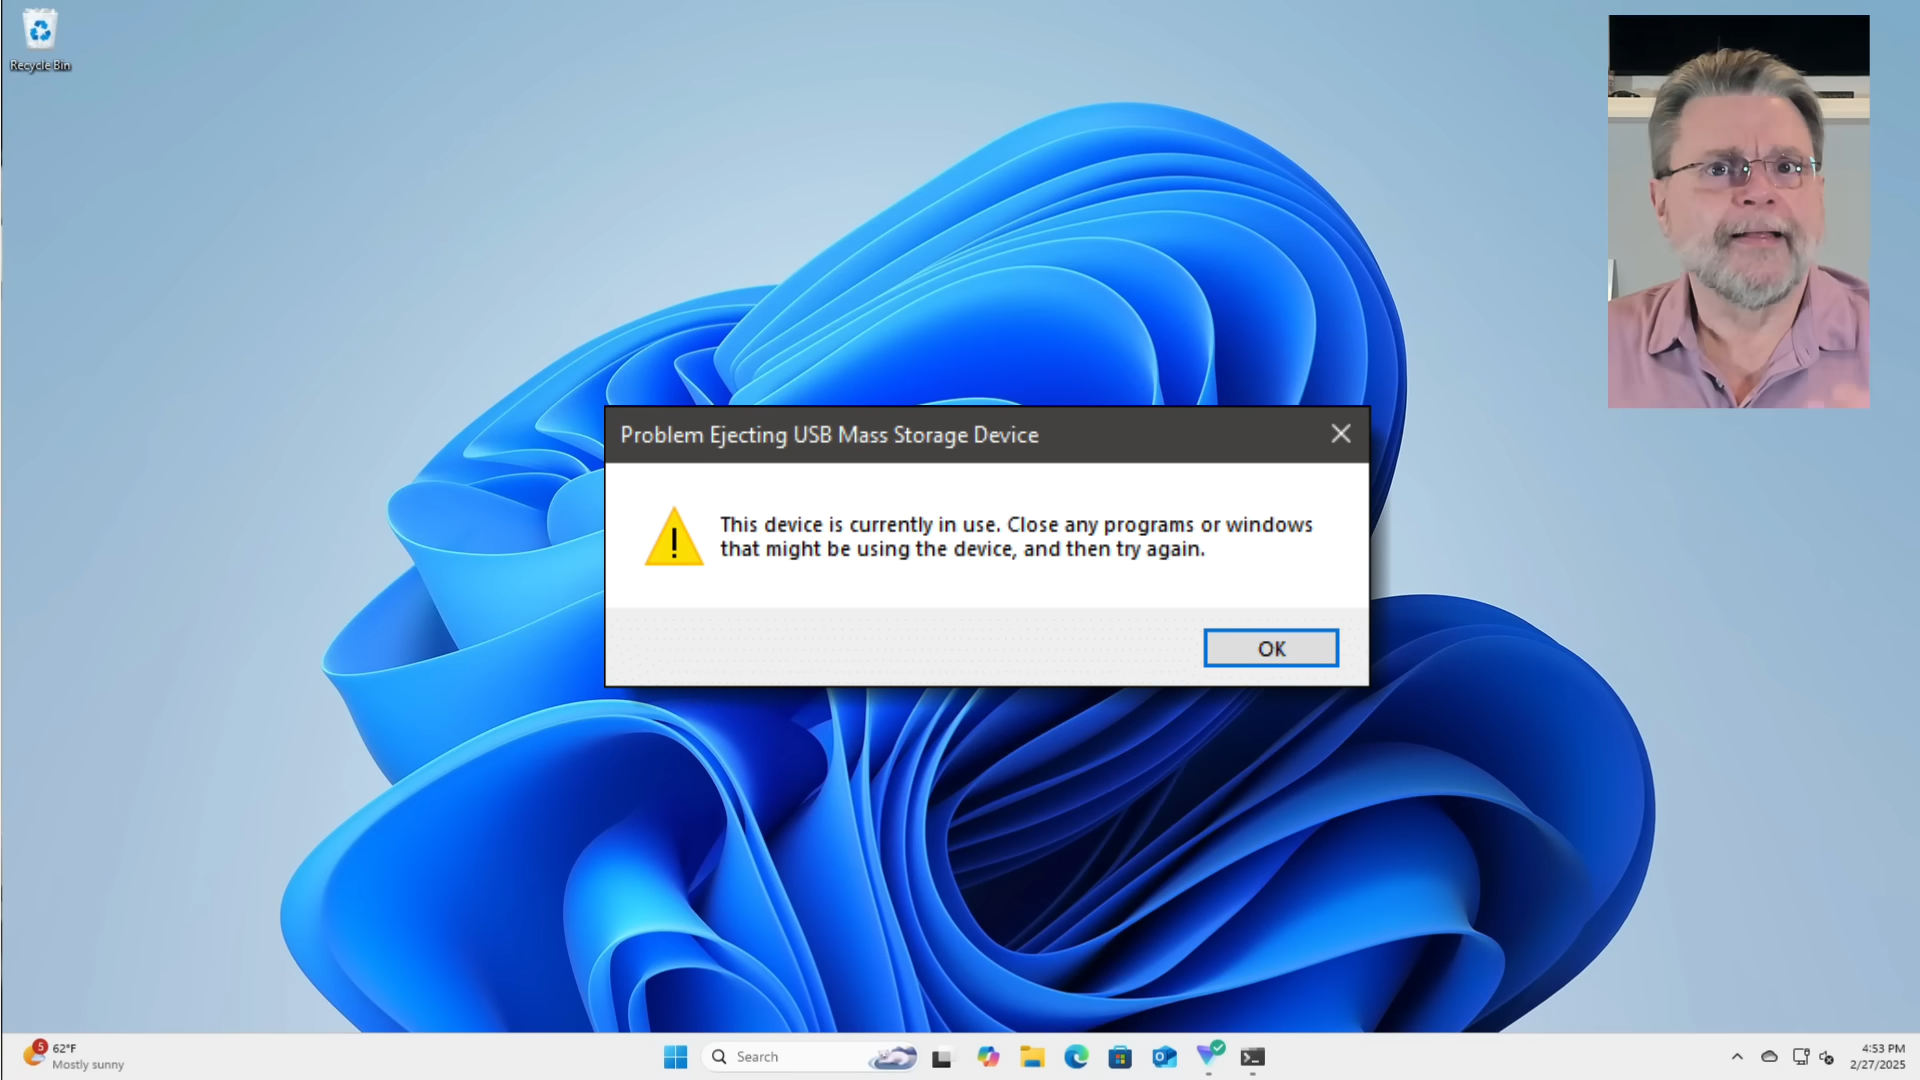 Recycle Bin
Problem Ejecting USB Mass Storage Device
This device is currently in use. Close any programs or windows
that might be using the device, and then try again.
OK
5
62°F
Mostly sunny
Search
4:53 PM
2/27/2025